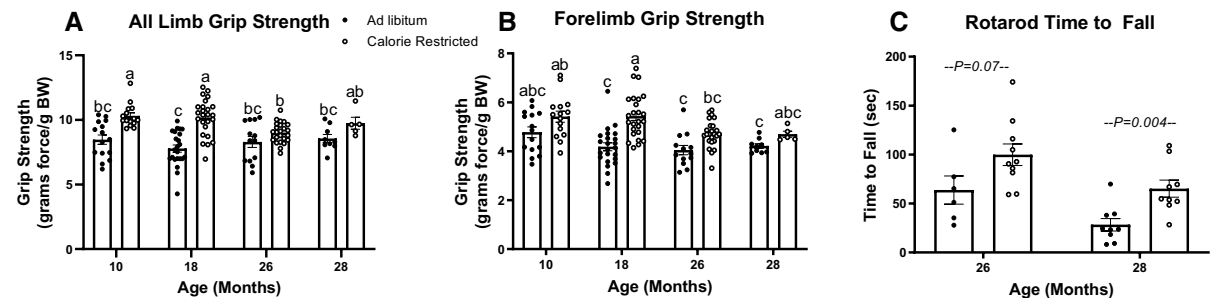 A
All Limb Grip Strength
Ad libitum
Calorie Restricted
Grip Strength
(grams force/g BW)
15
10
5
0
bc
a
c
a
bc
b
bc
ab
10
18
26
28
Age (Months)
B
Forelimb Grip Strength
Grip Strength
(grams force/g BW)
8
6
4
2
0
abc
ab
c
a
c
bc
c
abc
10
18
26
28
Age (Months)
C
Rotarod Time to Fall
Time to Fall (sec)
200
150
100
50
0
--P=0.07--
--P=0.004--
26
28
Age (Months)